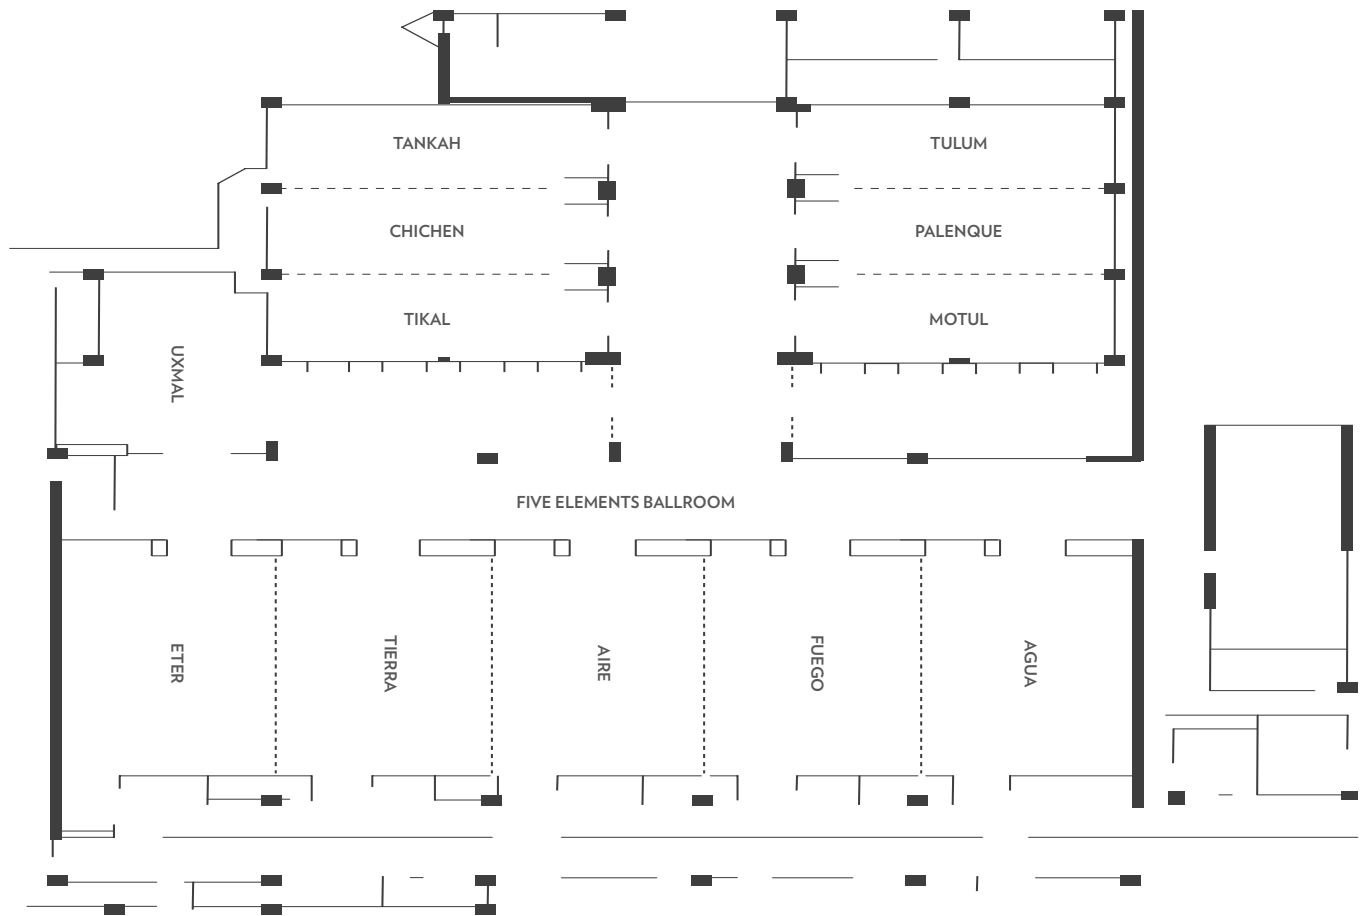 TANKAH
TULUM
CHICHEN
PALENQUE
TIKAL
MOTUL
UXMAL
FIVE ELEMENTS BALLROOM
ETER
TIERRA
AIRE
FUEGO
AGUA